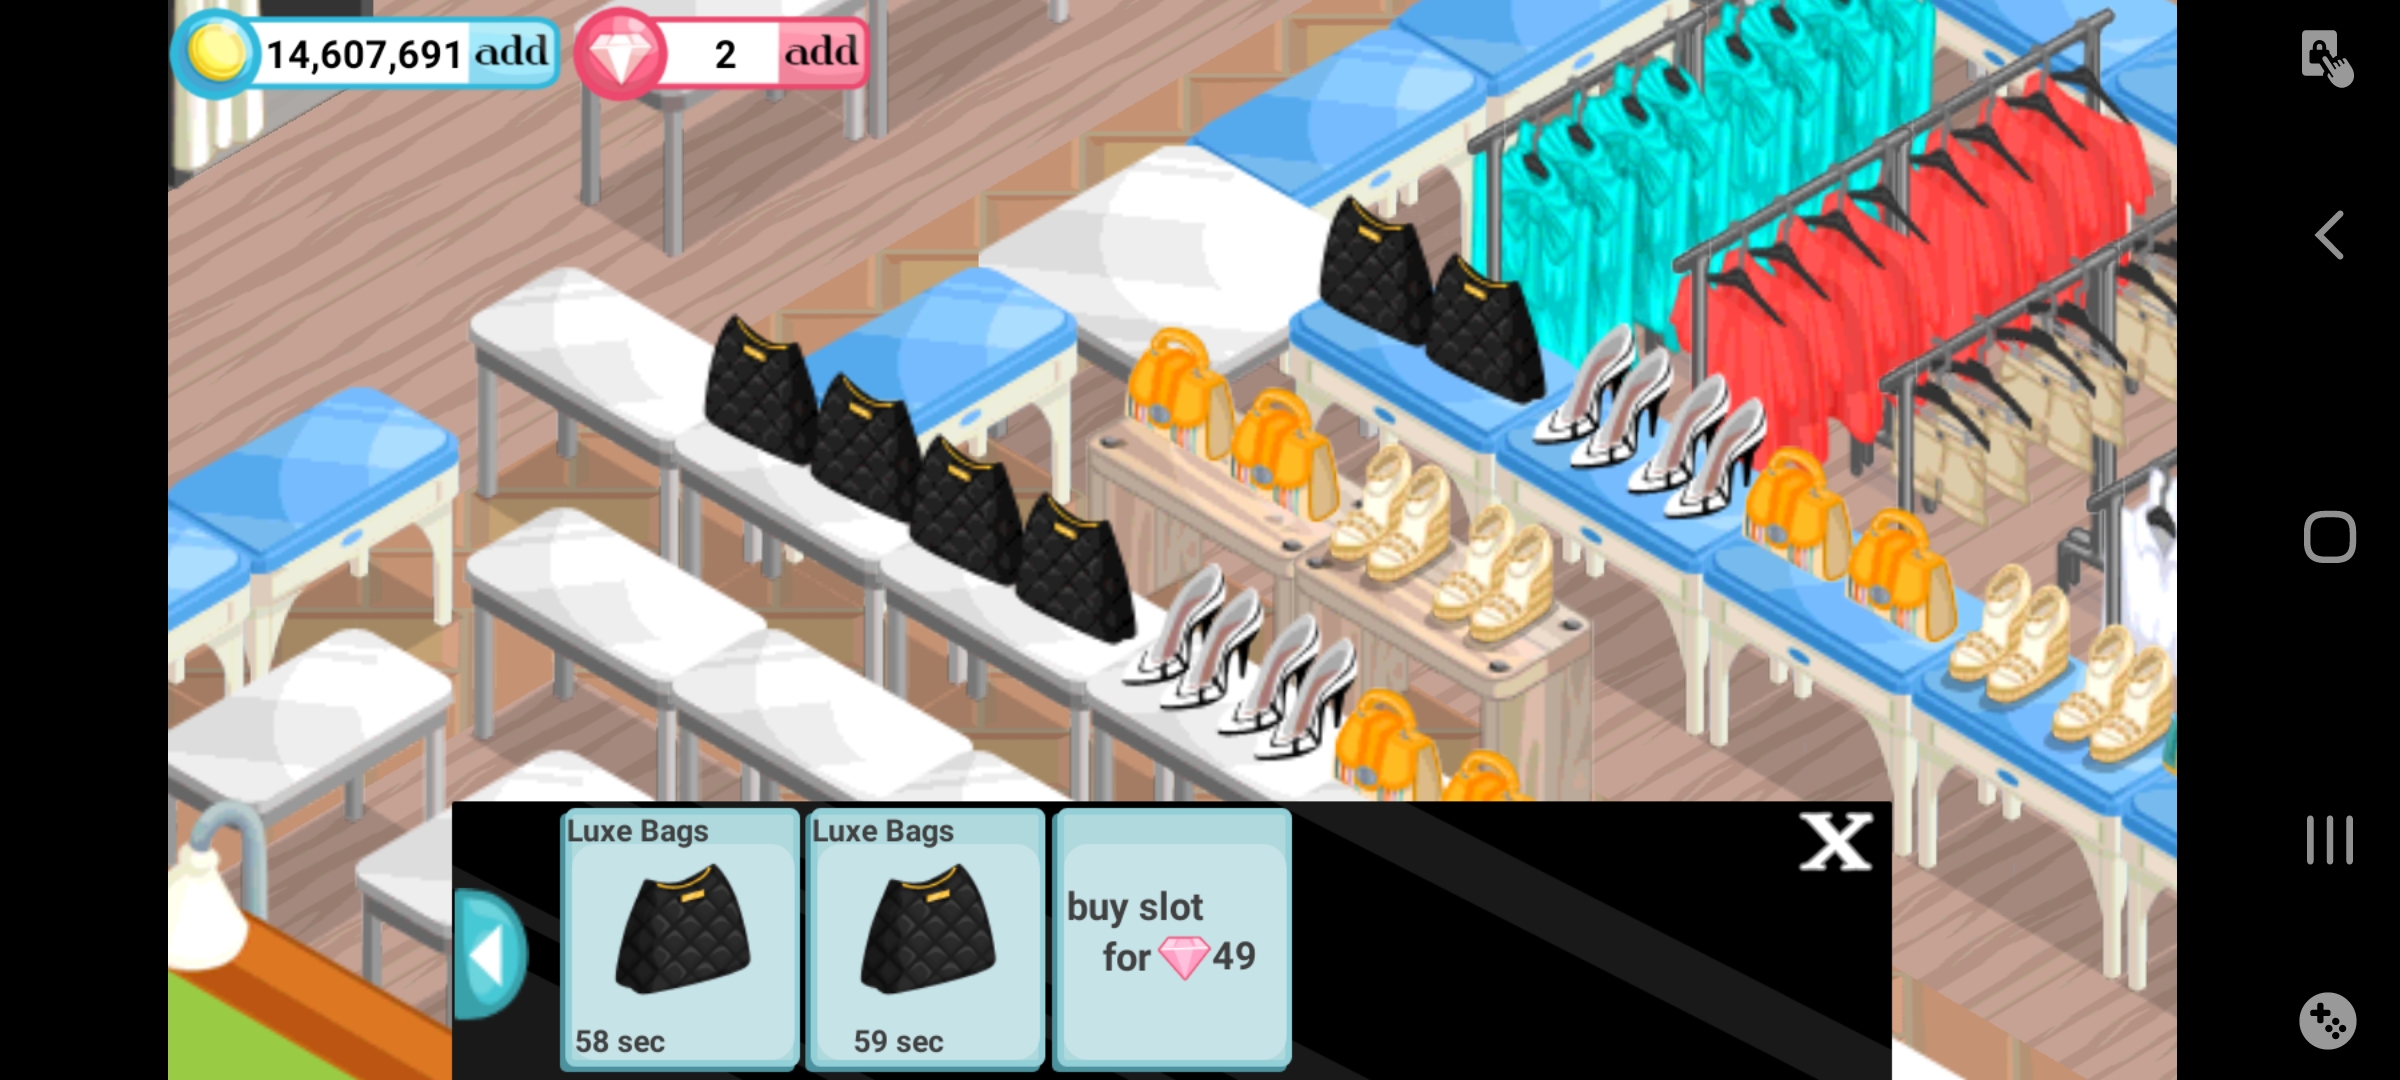 14,607,691 add
2 add
Luxe Bags
58 sec
Luxe Bags
59 sec
buy slot
for 49
X